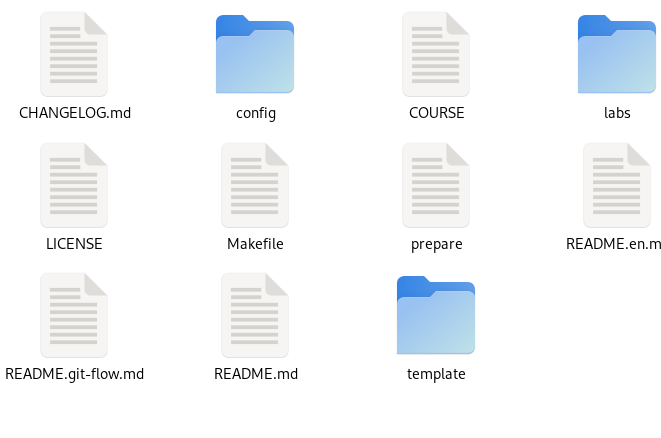 CHANGELOG.md
config
COURSE
labs
LICENSE
Makefile
prepare
README.en.m
README.git-flow.md
README.md
template